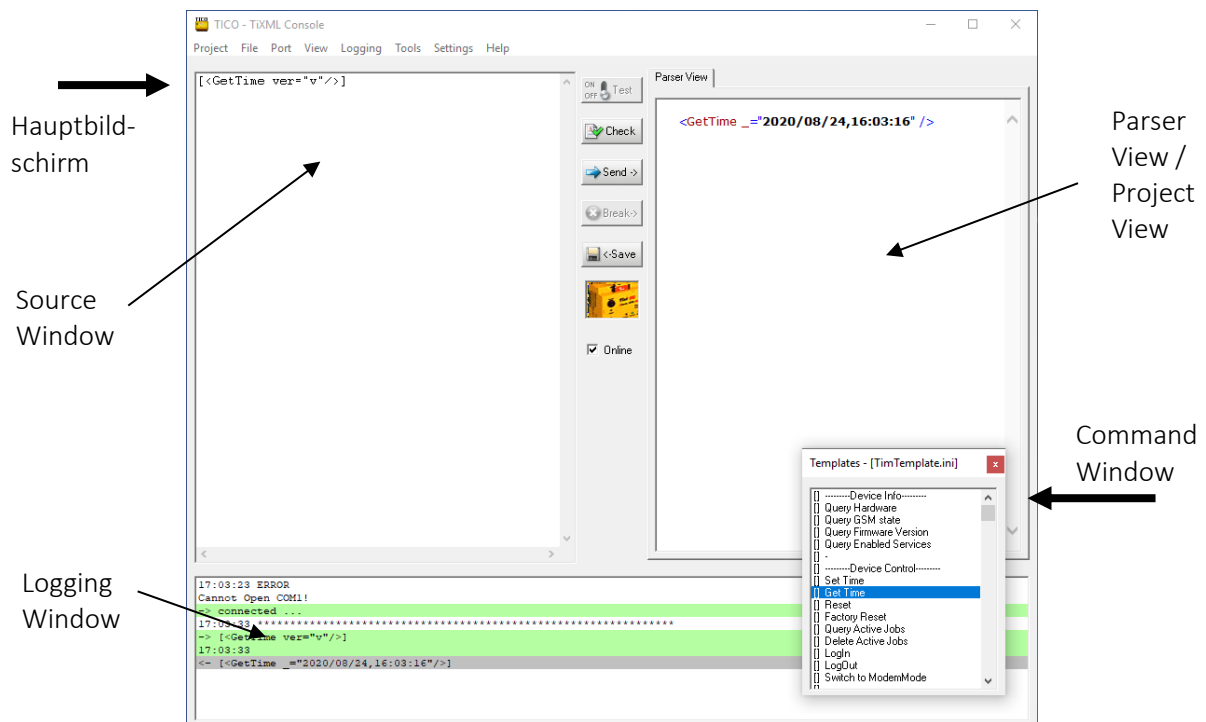 TICO - TiXML Console
Project File Port View Logging Tools Settings Help
Hauptbild-
schirm
Source
Window
Logging
Window
[<GetTime ver="v"/>]
ON
OFF
Test
Check
Send ->
Break->
<-Save
Online
Parser View
<GetTime _="2020/08/24,16:03:16" />
Parser
View /
Project
View
Command
Window
Templates - [TimTemplate.ini]
x
[] ---------Device Info---------
[] Query Hardware
[] Query GSM state
[] Query Firmware Version
[] Query Enabled Services
[] -
[] ---------Device Control---------
[] Set Time
[] Get Time
[] Reset
[] Factory Reset
[] Query Active Jobs
[] Delete Active Jobs
[] LogIn
[] LogOut
[] Switch to ModemMode
17:03:23 ERROR
Cannot Open COM1!
-> connected ...
17:03:33 ****************************************************************
-> [<GetTime ver="v"/>]
17:03:33
<- [<GetTime _="2020/08/24,16:03:16"/>]